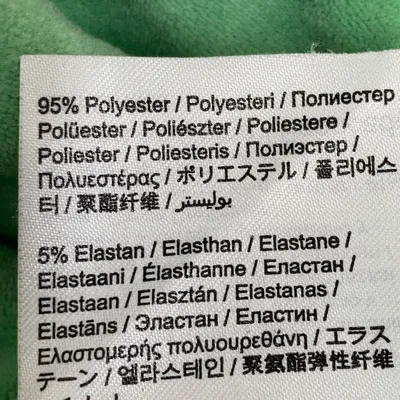 95% Polyester / Polyesteri / Полиестер
Polüester / Poliészter / Poliestere /
Poliester / Poliesteris / Полиэстер /
Πολυεστέρας / ポリエステル / 폴리에스
터 / 聚酯纤维 / بوليستر
5% Elastan / Elasthan / Elastane /
Elastaani / Élasthanne / Еластан /
Elastaan / Elasztán / Elastanas /
Elastāns / Эластан / Еластин /
Ελαστομερής πολυουρεθάνη / エラス
テーン / 엘라스테인 / 聚氨酯弹性纤维